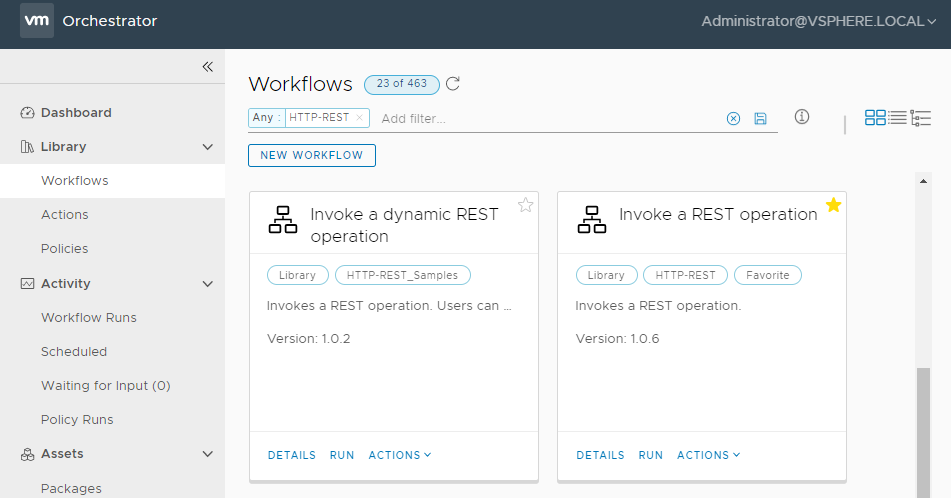 vm Orchestrator
Administrator@VSPHERE.LOCAL
Dashboard
Library
Workflows
Actions
Policies
Activity
Workflow Runs
Scheduled
Waiting for Input (0)
Policy Runs
Assets
Packages
Workflows 23 of 463
Any : HTTP-REST × Add filter...
NEW WORKFLOW
Invoke a dynamic REST
operation
Library HTTP-REST_Samples
Invokes a REST operation. Users can ...
Version: 1.0.2
DETAILS RUN ACTIONS
Invoke a REST operation
Library HTTP-REST Favorite
Invokes a REST operation.
Version: 1.0.6
DETAILS RUN ACTIONS